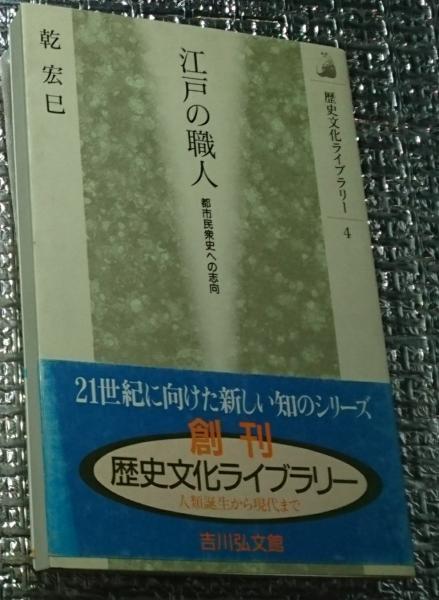 歴史文化ライブラリー
4
江戸の職人
都市民衆史への志向
乾 宏巳
21世紀に向けた新しい知のシリーズ、
創刊
歴史文化ライブラリー
人類誕生から現代まで
吉川弘文館